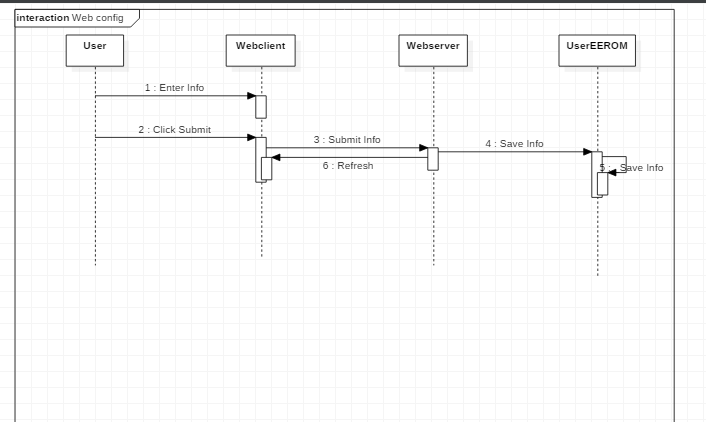 interaction Web config
User
Webclient
Webserver
UserEEROM
1 : Enter Info
2 : Click Submit
3 : Submit Info
4 : Save Info
5 : Save Info
6 : Refresh